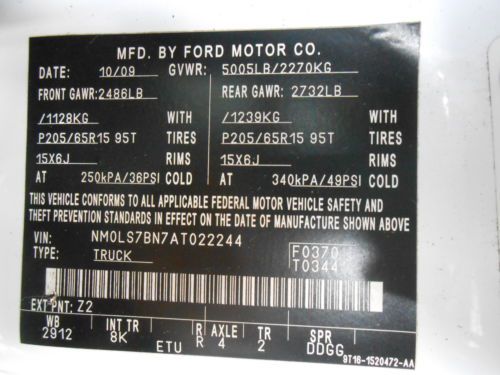 MFD. BY FORD MOTOR CO.
DATE: 10/09 GVWR: 5005LB/2270KG
FRONT GAWR: 2486LB REAR GAWR: 2732LB
/1128KG WITH /1239KG WITH
P205/65R15 95T TIRES P205/65R15 95T TIRES
15X6J RIMS 15X6J RIMS
AT 250kPA/36PSI COLD AT 340kPA/49PSI COLD
THIS VEHICLE CONFORMS TO ALL APPLICABLE FEDERAL MOTOR VEHICLE SAFETY AND
THEFT PREVENTION STANDARDS IN EFFECT ON THE DATE OF MANUFACTURE SHOWN ABOVE
VIN: NM0LS7BN7AT022244
TYPE: TRUCK
F0370
T0344
EXT PNT: Z2
WB INT TR R AXLE TR SPR
2912 8K ETU R 4 2 DDGG
9T16-1520472-AA